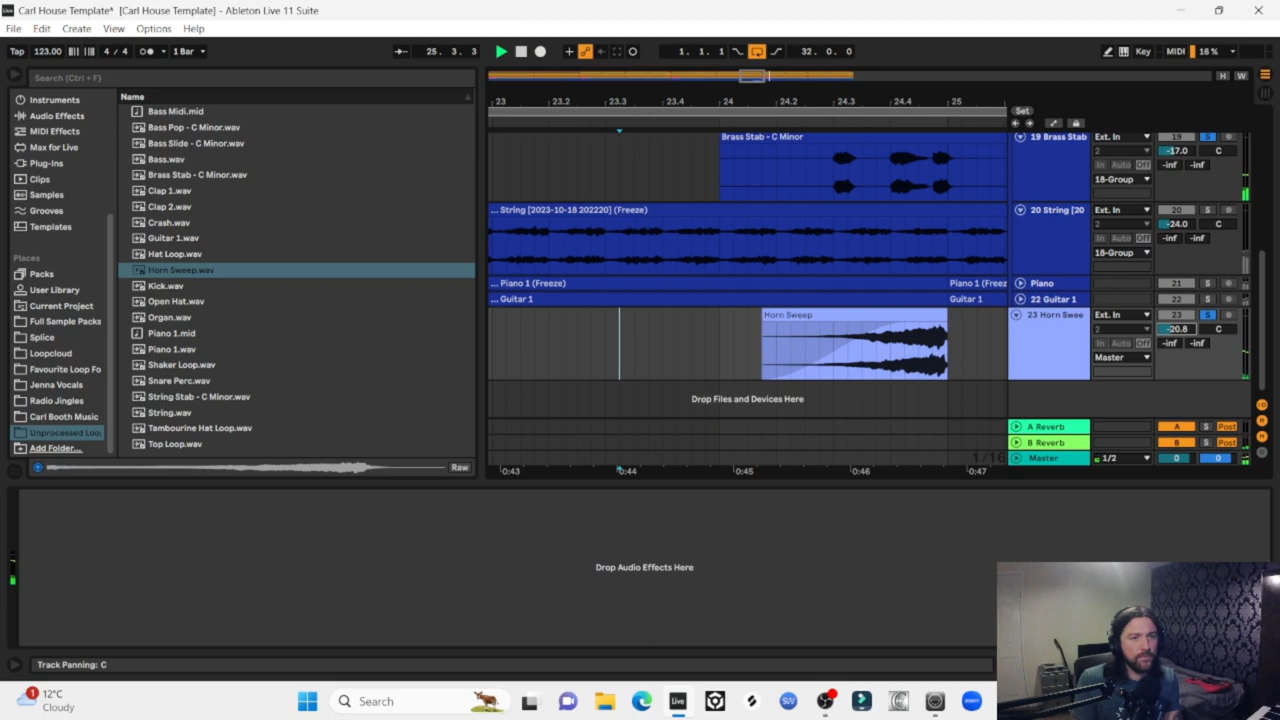 Carl House Template* [Carl House Template] - Ableton Live 11 Suite
File Edit Create View Options Help
Tap 123.00 4 / 4 1 Bar 25. 3. 3 1. 1. 1 32. 0. 0 Key MIDI 16 %
Search (Ctrl + F) H W
Name
Instruments
Audio Effects
MIDI Effects
Max for Live
Plug-Ins
Clips
Samples
Grooves
Templates
Places
Packs
User Library
Current Project
Full Sample Packs
Splice
Loopcloud
Favourite Loop Fo
Jenna Vocals
Radio Jingles
Carl Booth Music
Unprocessed Loo
Add Folder...
Bass Midi.mid
Bass Pop - C Minor.wav
Bass Slide - C Minor.wav
Bass.wav
Brass Stab - C Minor.wav
Clap 1.wav
Clap 2.wav
Crash.wav
Guitar 1.wav
Hat Loop.wav
Horn Sweep.wav
Kick.wav
Open Hat.wav
Organ.wav
Piano 1.mid
Piano 1.wav
Shaker Loop.wav
Snare Perc.wav
String Stab - C Minor.wav
String.wav
Tambourine Hat Loop.wav
Top Loop.wav
Raw
23 23.2 23.3 23.4 24 24.2 24.3 24.4 25
Set
Brass Stab - C Minor 19 Brass Stab Ext. In 19 S
2 -17.0 C
In Auto Off -inf -inf
18-Group
... String [2023-10-18 202220] (Freeze) 20 String [20 Ext. In 20 S
2 -24.0 C
In Auto Off -inf -inf
18-Group
... Piano 1 (Freeze) Piano 1 (Freez Piano 21 S
... Guitar 1 Guitar 1 22 Guitar 1 22 S
Horn Sweep 23 Horn Swee Ext. In 23 S
2 -20.8 C
In Auto Off -inf -inf
Master
Drop Files and Devices Here
A Reverb A S Post
B Reverb B S Post
1/16 Master 1/2 0 0
0:43 0:44 0:45 0:46 0:47
Drop Audio Effects Here
Track Panning: C
1 12°C
Cloudy
Search
Live
zoom